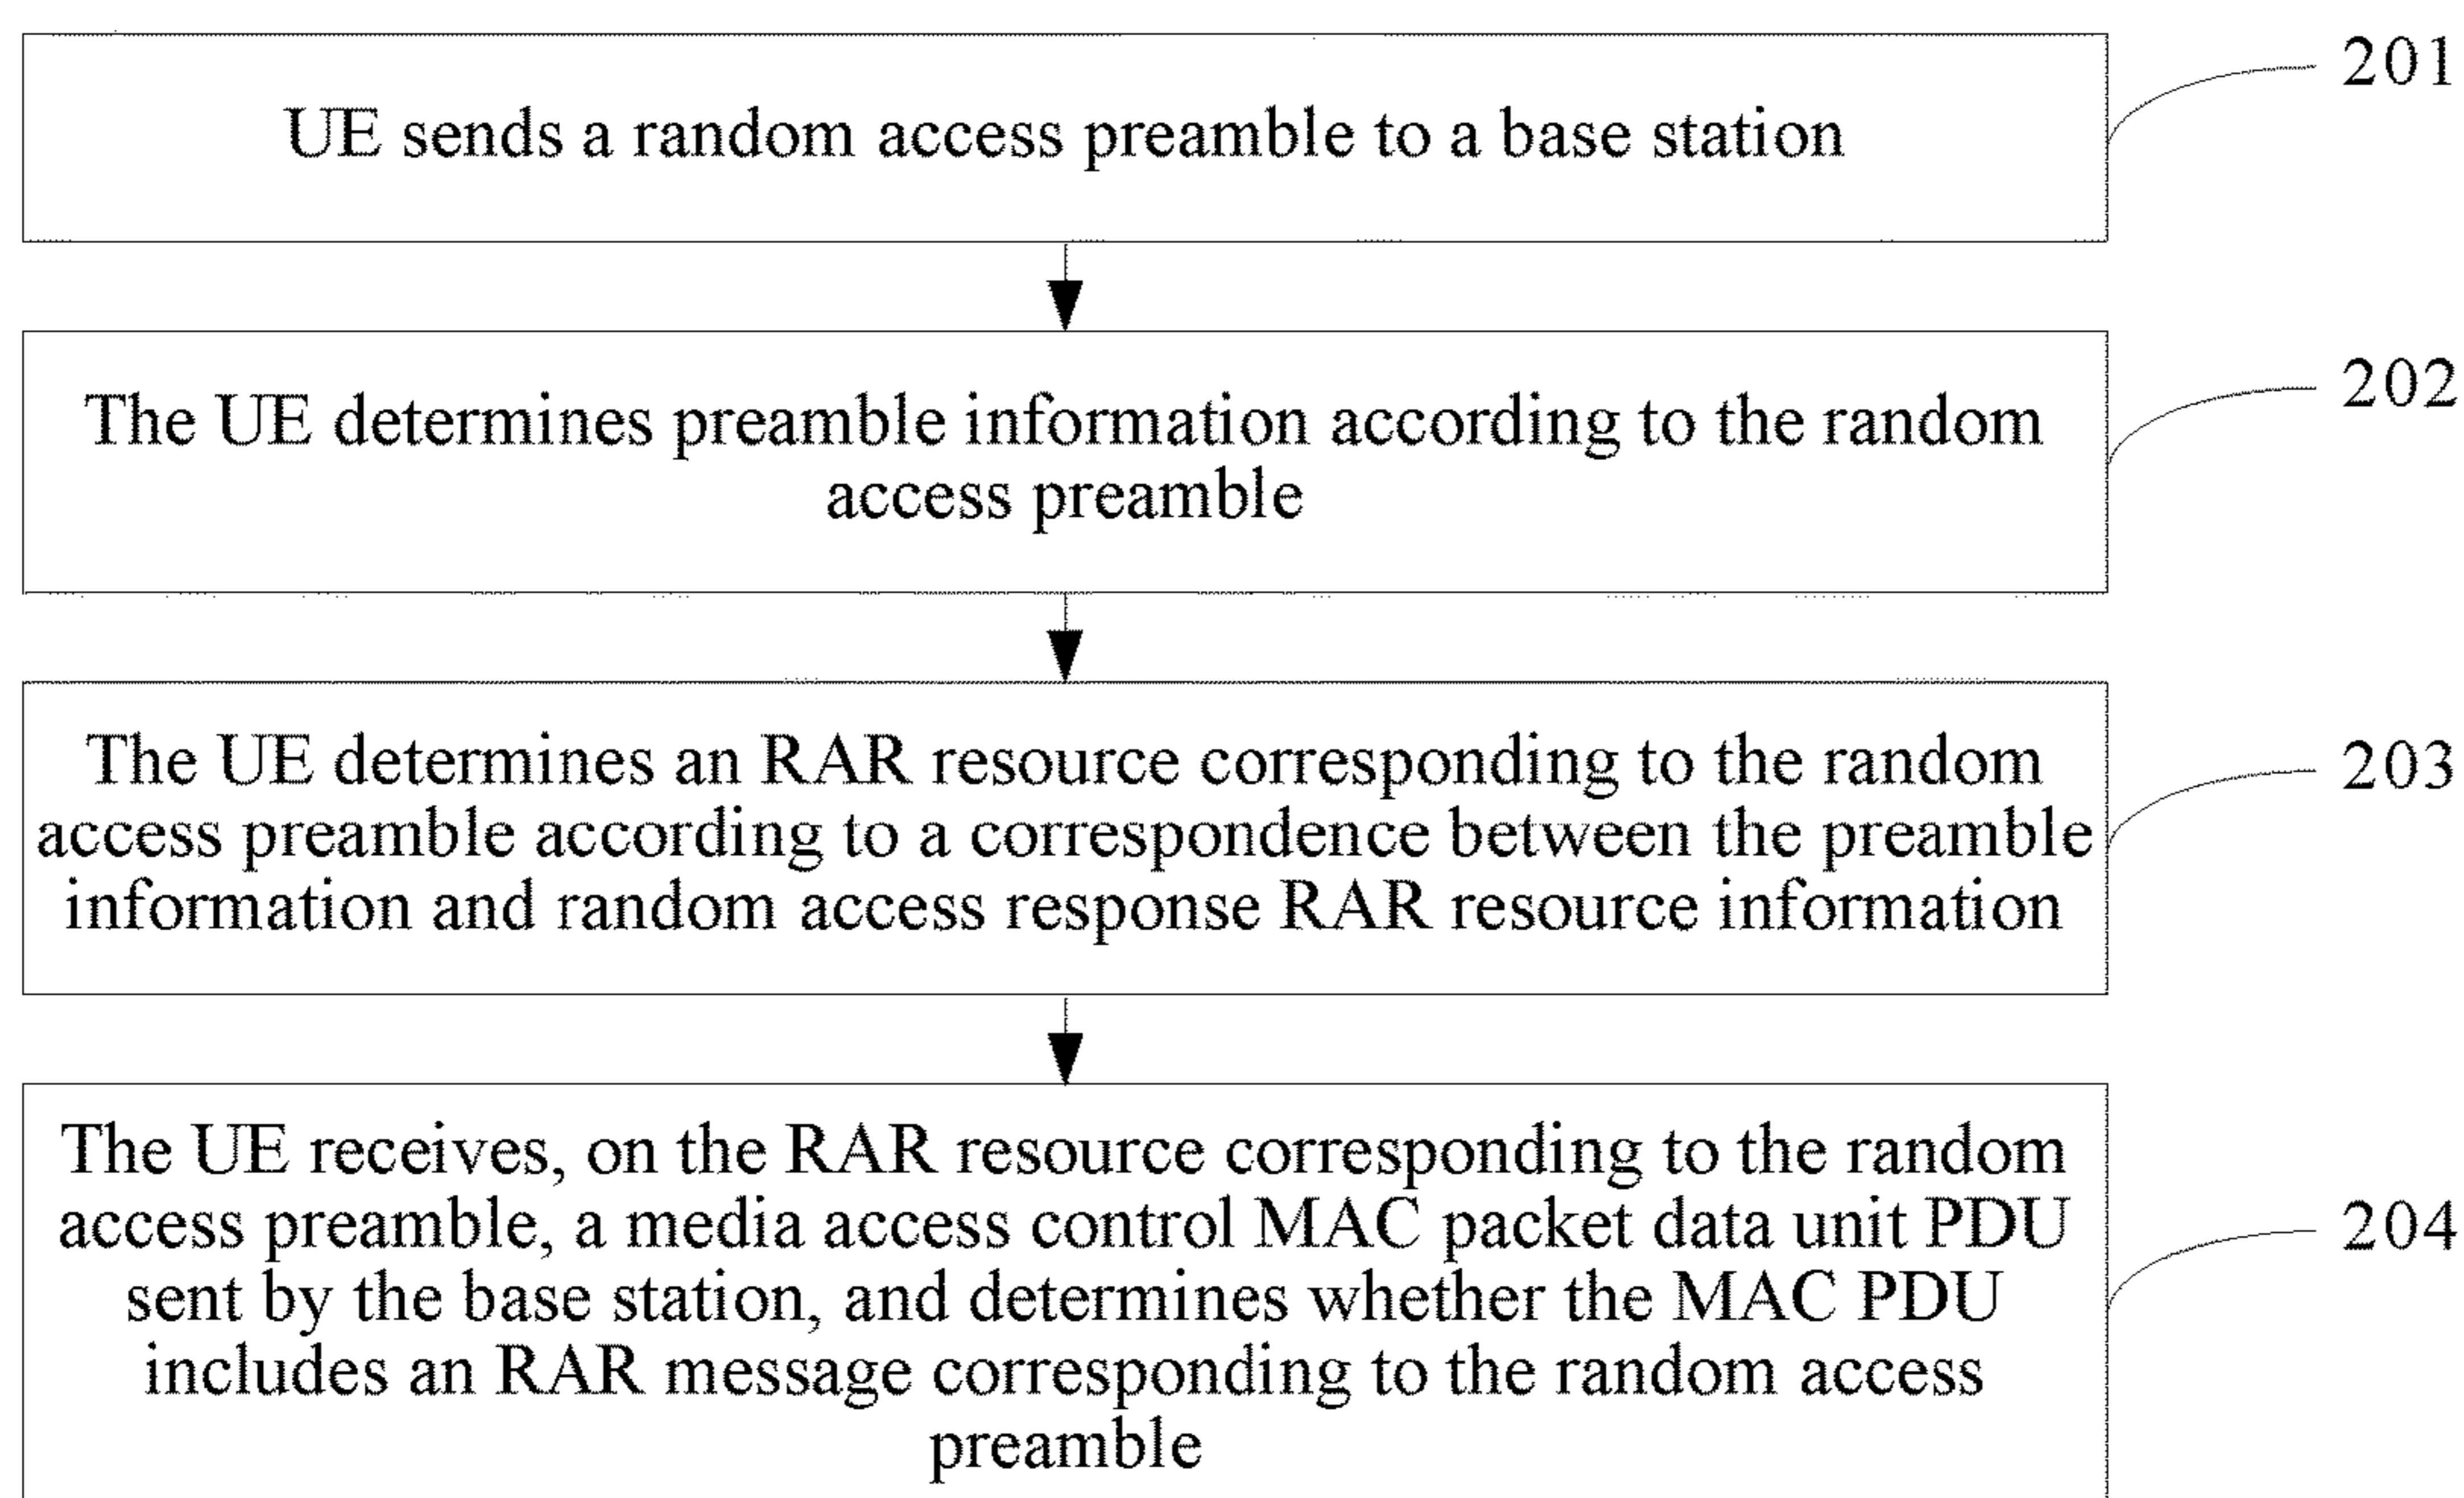 UE sends a random access preamble to a base station
201
The UE determines preamble information according to the random
access preamble
202
The UE determines an RAR resource corresponding to the random
access preamble according to a correspondence between the preamble
information and random access response RAR resource information
203
The UE receives, on the RAR resource corresponding to the random
access preamble, a media access control MAC packet data unit PDU
sent by the base station, and determines whether the MAC PDU
includes an RAR message corresponding to the random access
preamble
204